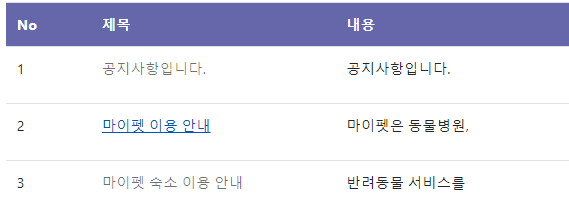 No 제목 내용
1 공지사항입니다. 공지사항입니다.
2 마이펫 이용 안내 마이펫은 동물병원,
3 마이펫 숙소 이용 안내 반려동물 서비스를